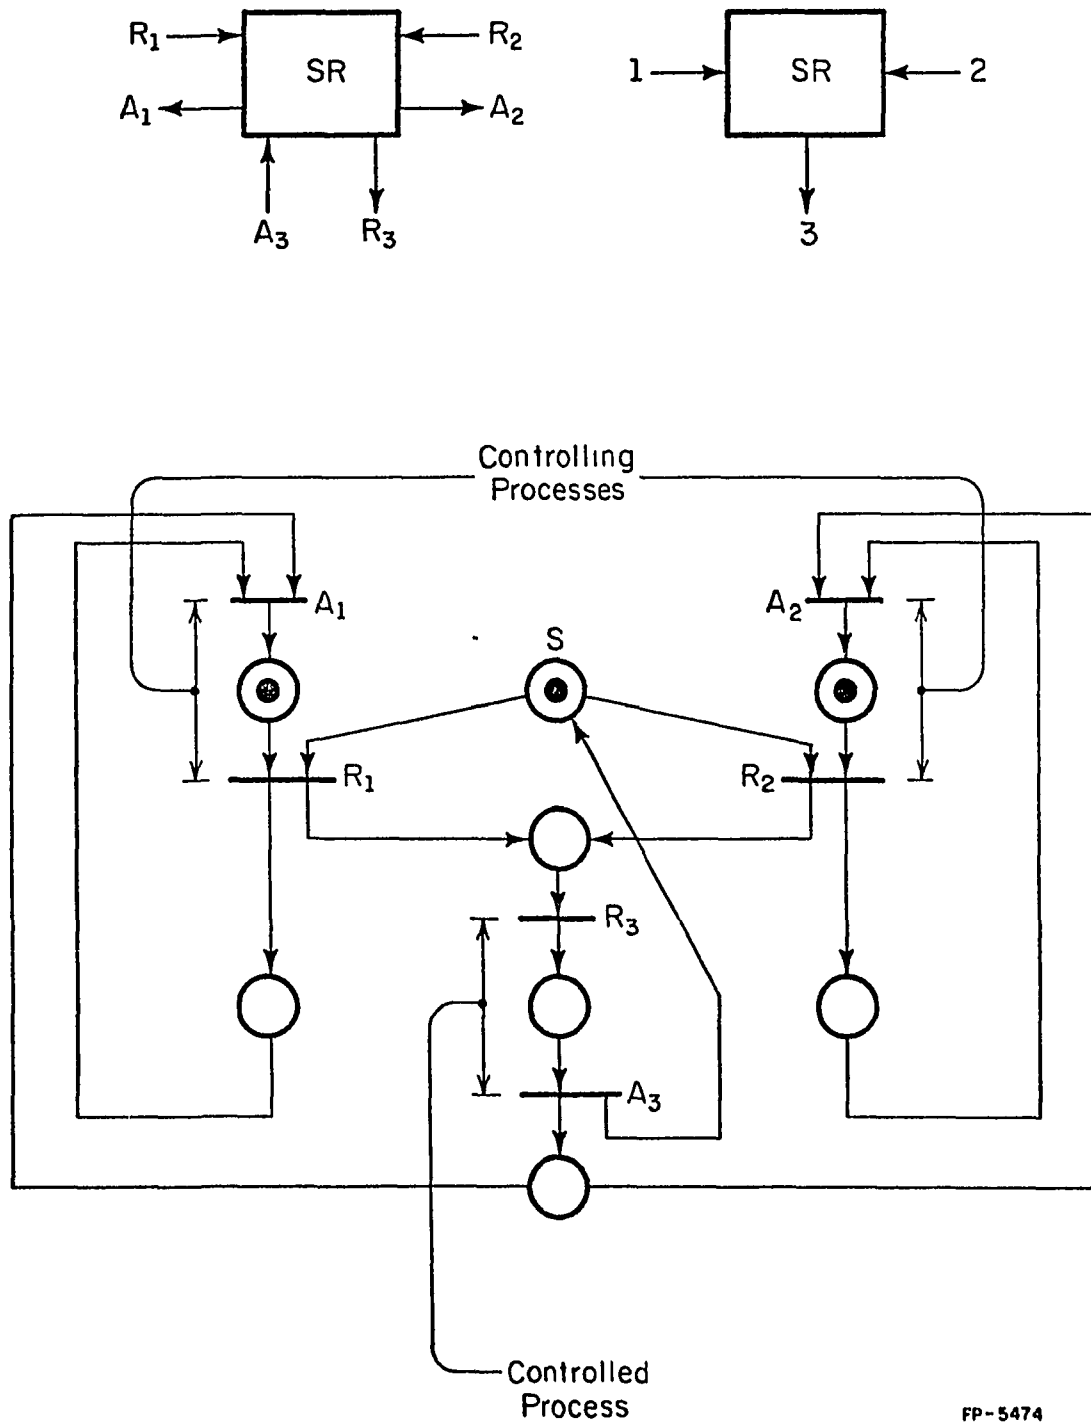 R1
SR
R2
A1
A2
A3
R3
1
SR
2
3
Controlling
Processes
A1
A2
S
R1
R2
R3
A3
Controlled
Process
FP-5474